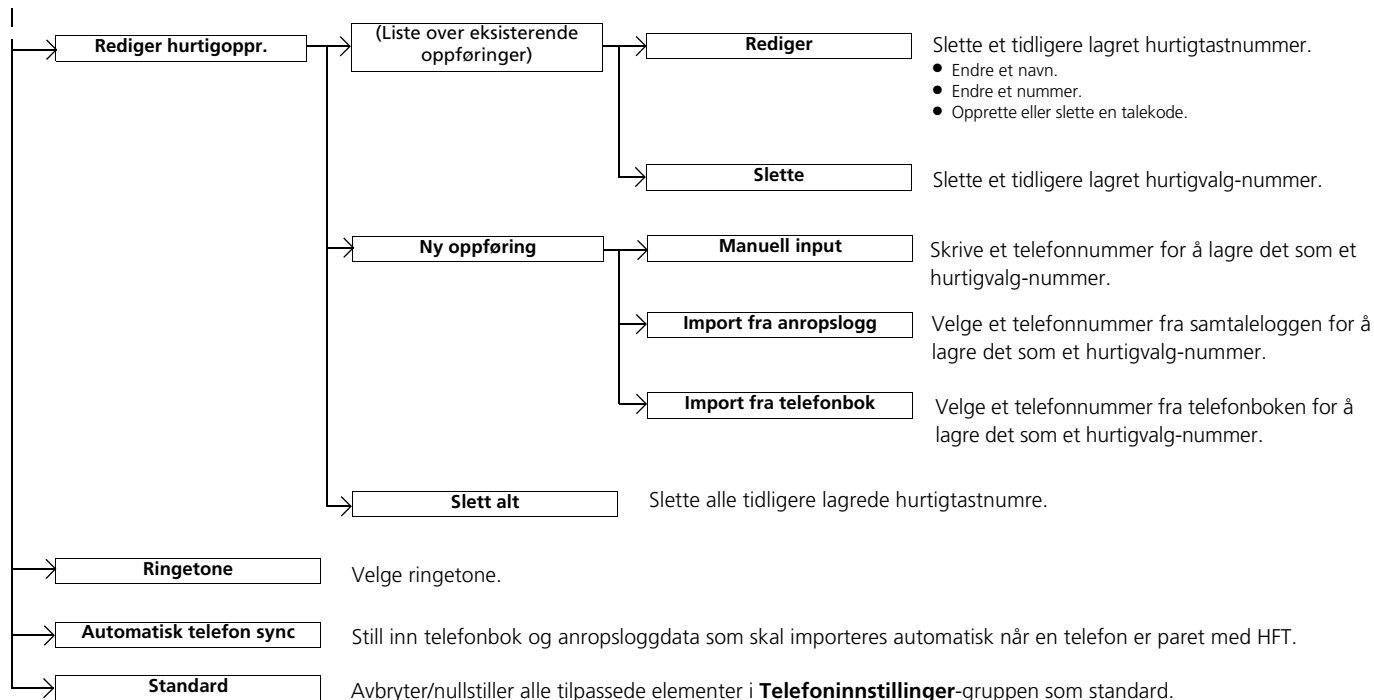 Rediger hurtigoppr.
(Liste over eksisterende
oppføringer)
Rediger
Slette et tidligere lagret hurtigtastnummer.
● Endre et navn.
● Endre et nummer.
● Opprette eller slette en talekode.
Slette
Slette et tidligere lagret hurtigvalg-nummer.
Ny oppføring
Manuell input
Skrive et telefonnummer for å lagre det som et
hurtigvalg-nummer.
Import fra anropslogg
Velge et telefonnummer fra samtaleloggen for å
lagre det som et hurtigvalg-nummer.
Import fra telefonbok
Velge et telefonnummer fra telefonboken for å
lagre det som et hurtigvalg-nummer.
Slett alt
Slette alle tidligere lagrede hurtigtastnumre.
Ringetone
Velge ringetone.
Automatisk telefon sync
Still inn telefonbok og anropsloggdata som skal importeres automatisk når en telefon er paret med HFT.
Standard
Avbryter/nullstiller alle tilpassede elementer i Telefoninnstillinger-gruppen som standard.